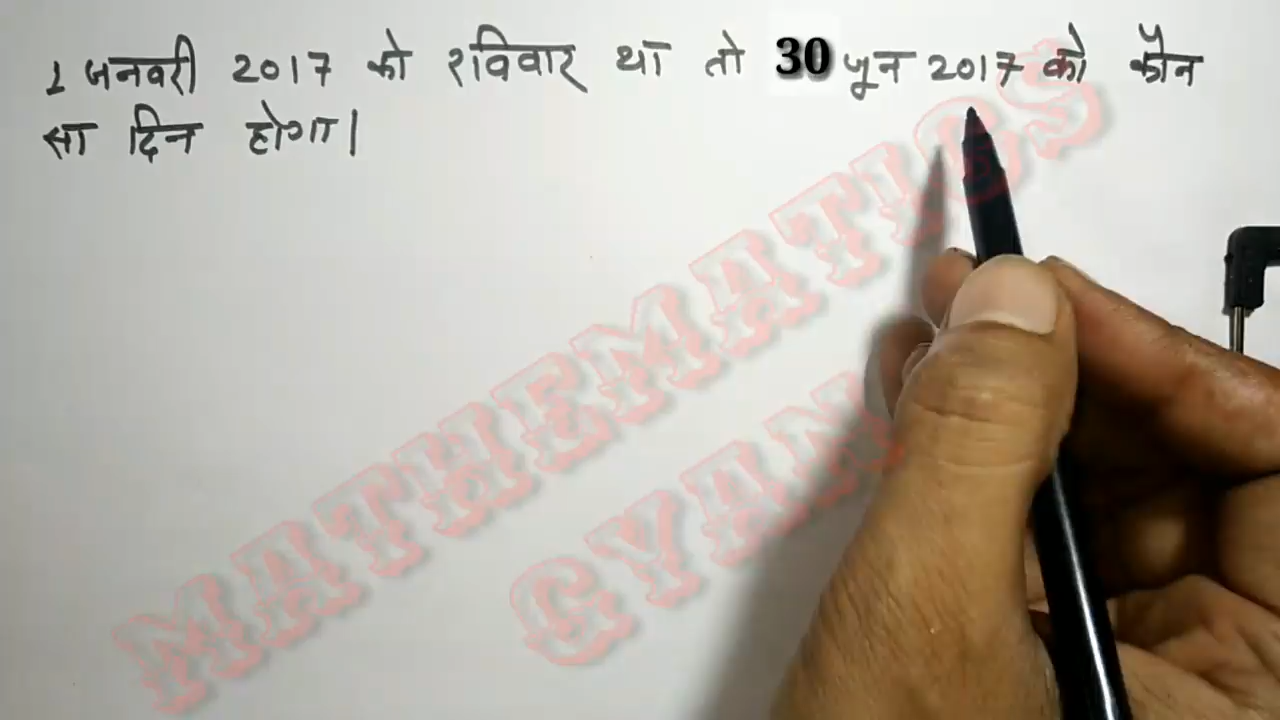 1 जनवरी 2017 को रविवार था तो 30 जून 2017 को कौन
सा दिन होगा।
MATHEMATICS
GYAN